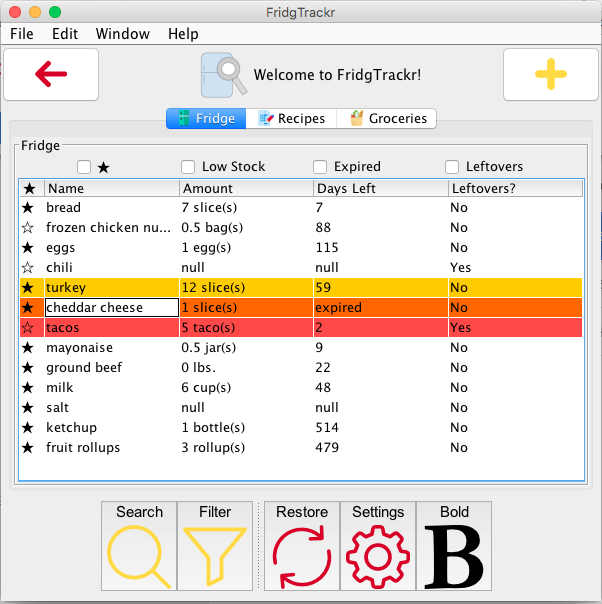 FridgTrackr
File Edit Window Help
Welcome to FridgTrackr!
Fridge Recipes Groceries
Fridge
★ Low Stock Expired Leftovers
★ Name Amount Days Left Leftovers?
★ bread 7 slice(s) 7 No
☆ frozen chicken nu... 0.5 bag(s) 88 No
★ eggs 1 egg(s) 115 No
☆ chili null null Yes
★ turkey 12 slice(s) 59 No
★ cheddar cheese 1 slice(s) expired No
☆ tacos 5 taco(s) 2 Yes
★ mayonaise 0.5 jar(s) 9 No
★ ground beef 0 lbs. 22 No
★ milk 6 cup(s) 48 No
★ salt null null No
★ ketchup 1 bottle(s) 514 No
★ fruit rollups 3 rollup(s) 479 No
Search Filter Restore Settings Bold
B